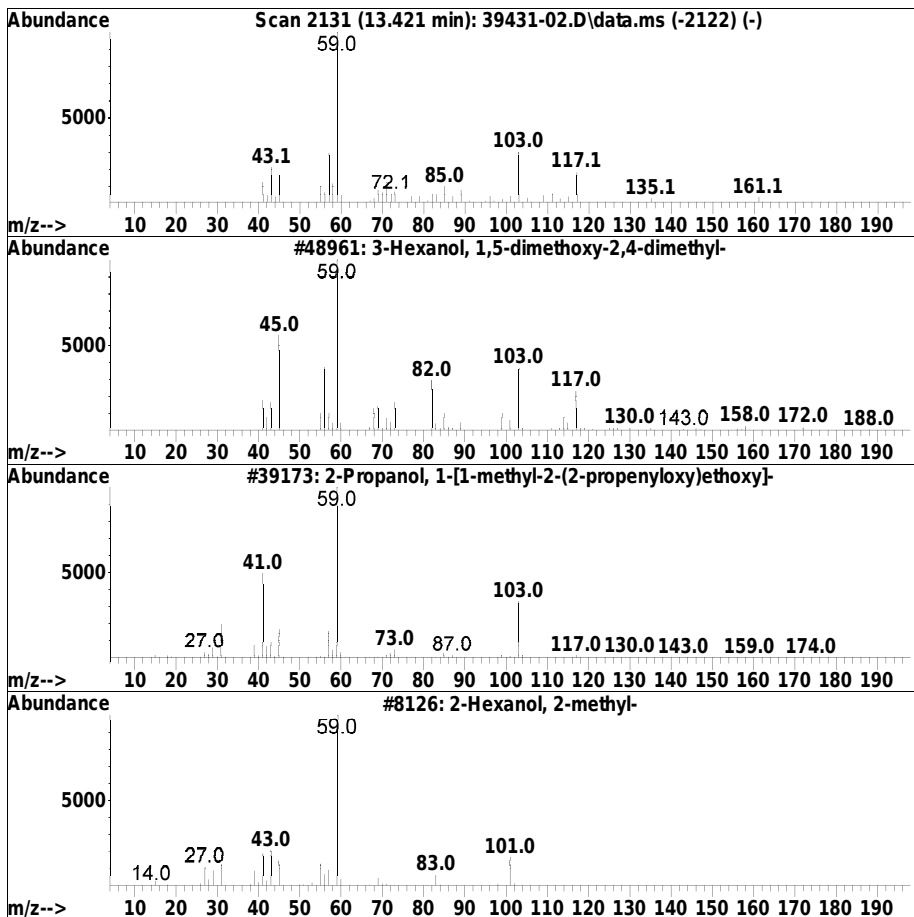 Abundance Scan 2131 (13.421 min): 39431-02.D\data.ms (-2122) (-)
59.0
5000
103.0
43.1 117.1
72.1 85.0
135.1 161.1
m/z--> 10 20 30 40 50 60 70 80 90 100 110 120 130 140 150 160 170 180 190
Abundance #48961: 3-Hexanol, 1,5-dimethoxy-2,4-dimethyl-
59.0
45.0
5000
103.0
82.0
117.0
130.0 143.0 158.0 172.0 188.0
m/z--> 10 20 30 40 50 60 70 80 90 100 110 120 130 140 150 160 170 180 190
Abundance #39173: 2-Propanol, 1-[1-methyl-2-(2-propenyloxy)ethoxy]-
59.0
5000 41.0
103.0
27.0 73.0 87.0 117.0 130.0 143.0 159.0 174.0
m/z--> 10 20 30 40 50 60 70 80 90 100 110 120 130 140 150 160 170 180 190
Abundance #8126: 2-Hexanol, 2-methyl-
59.0
5000
43.0
27.0 101.0
14.0 83.0
m/z--> 10 20 30 40 50 60 70 80 90 100 110 120 130 140 150 160 170 180 190